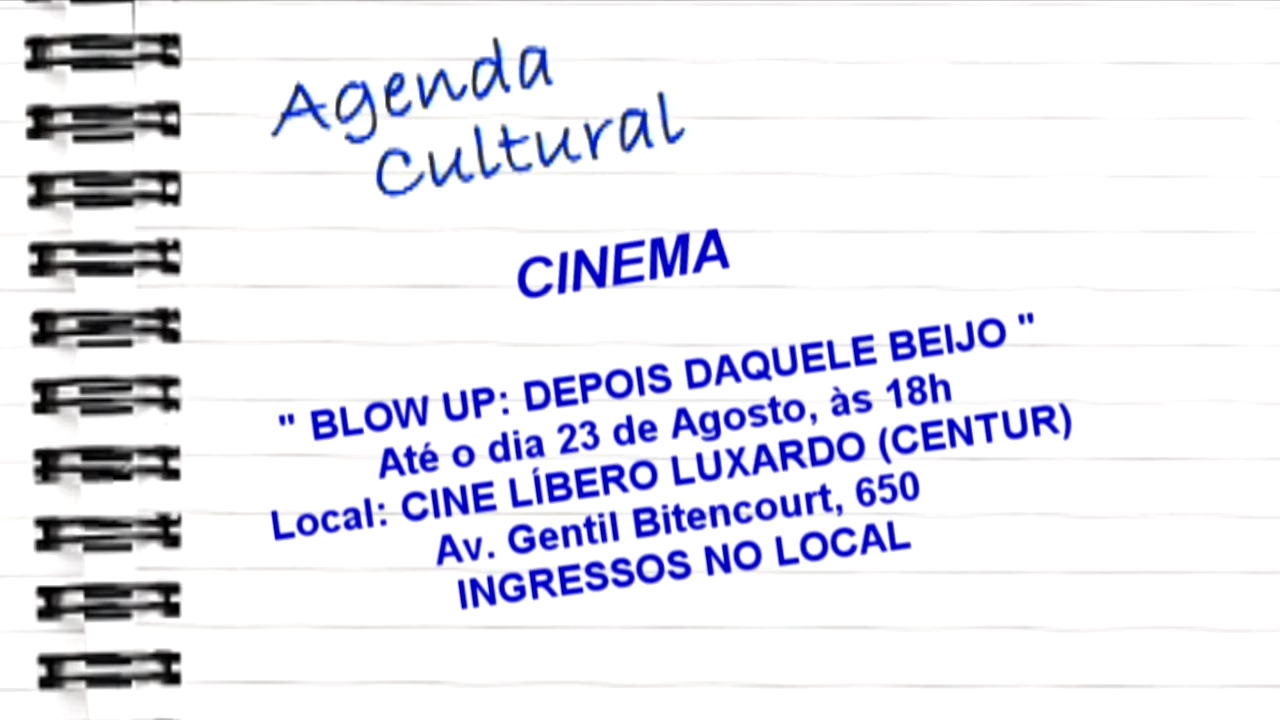 Agenda
Cultural
CINEMA
" BLOW UP: DEPOIS DAQUELE BEIJO "
Até o dia 23 de Agosto, às 18h
Local: CINE LÍBERO LUXARDO (CENTUR)
Av. Gentil Bitencourt, 650
INGRESSOS NO LOCAL